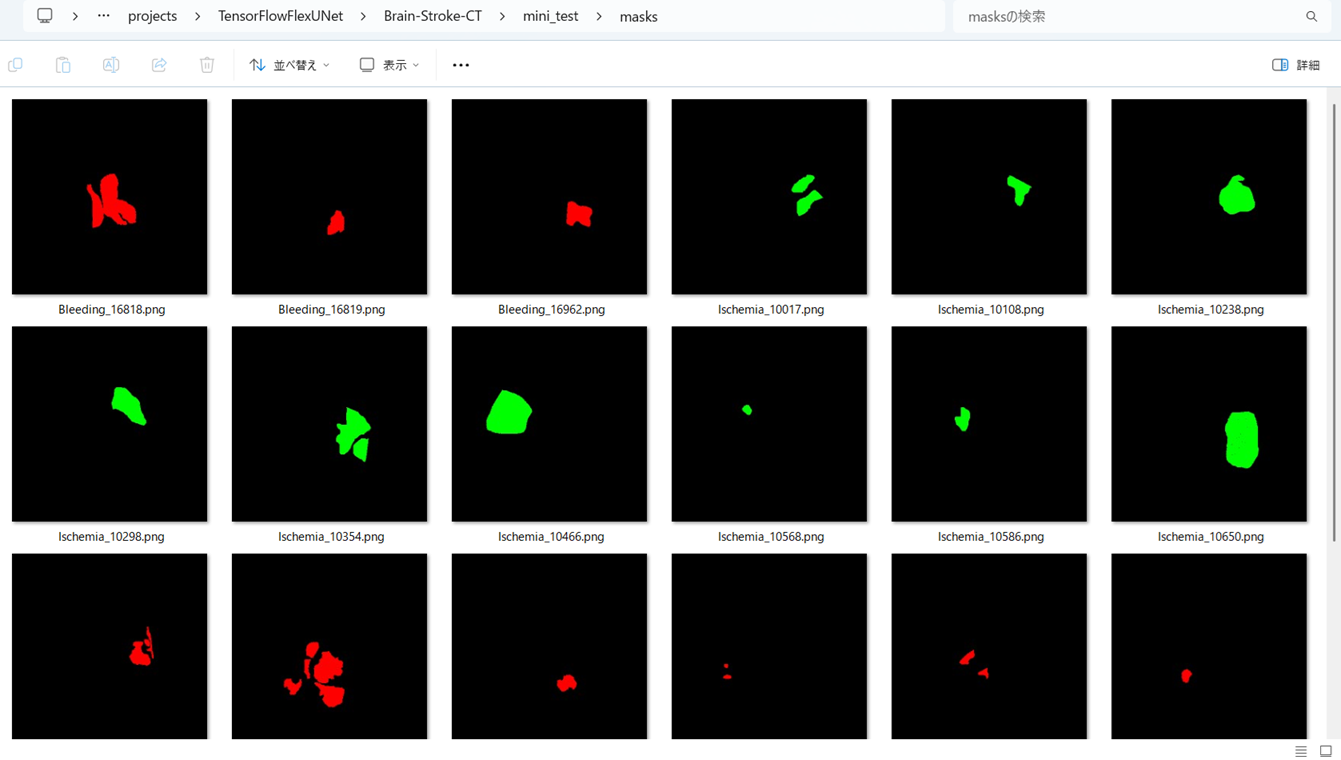 ··· projects TensorFlowFlexUNet Brain-Stroke-CT mini_test masks masksの検索
並べ替え 表示 ··· 詳細
Bleeding_16818.png Bleeding_16819.png Bleeding_16962.png Ischemia_10017.png Ischemia_10108.png Ischemia_10238.png
Ischemia_10298.png Ischemia_10354.png Ischemia_10466.png Ischemia_10568.png Ischemia_10586.png Ischemia_10650.png